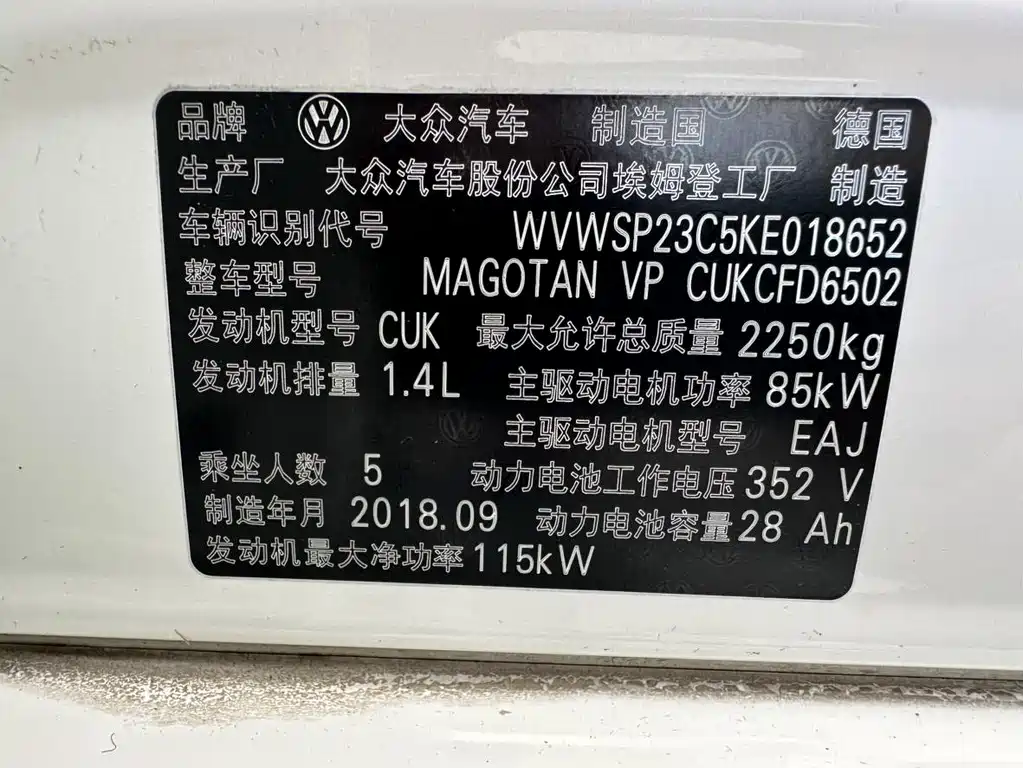 品牌 大众汽车 制造国 德国
生产厂 大众汽车股份公司埃姆登工厂 制造
车辆识别代号 WVWSP23C5KE018652
整车型号 MAGOTAN VP CUKCFD6502
发动机型号 CUK 最大允许总质量 2250kg
发动机排量 1.4L 主驱动电机功率 85kW
主驱动电机型号 EAJ
乘坐人数 5 动力电池工作电压 352 V
制造年月 2018.09 动力电池容量 28 Ah
发动机最大净功率 115kW